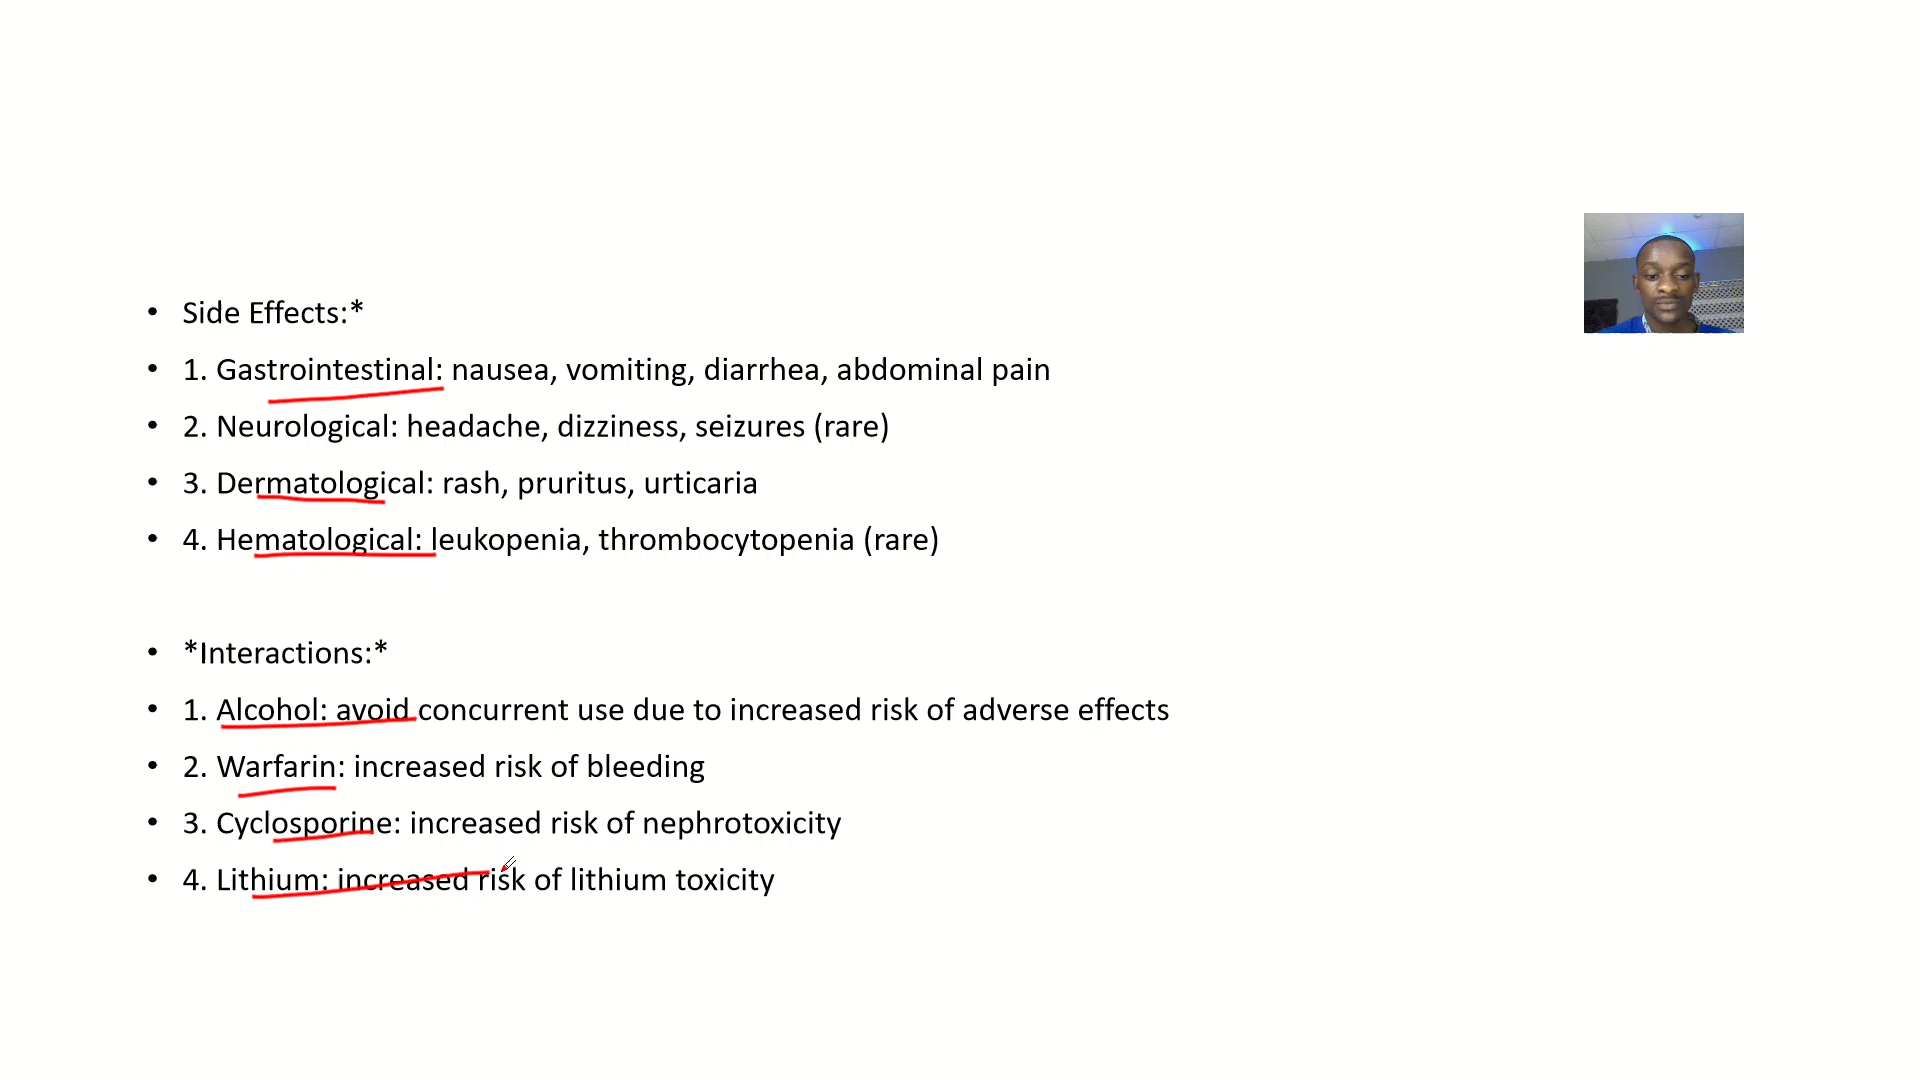 • Side Effects:*
• 1. Gastrointestinal: nausea, vomiting, diarrhea, abdominal pain
• 2. Neurological: headache, dizziness, seizures (rare)
• 3. Dermatological: rash, pruritus, urticaria
• 4. Hematological: leukopenia, thrombocytopenia (rare)
• *Interactions:*
• 1. Alcohol: avoid concurrent use due to increased risk of adverse effects
• 2. Warfarin: increased risk of bleeding
• 3. Cyclosporine: increased risk of nephrotoxicity
• 4. Lithium: increased risk of lithium toxicity